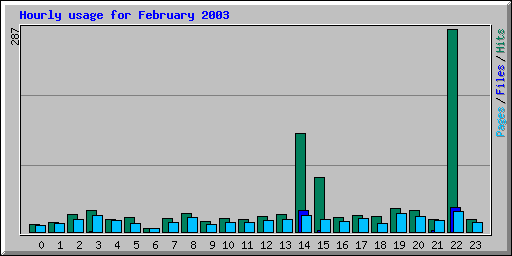 Hourly usage for February 2003
287
Pages/Files/Hits
0 1 2 3 4 5 6 7 8 9 10 11 12 13 14 15 16 17 18 19 20 21 22 23